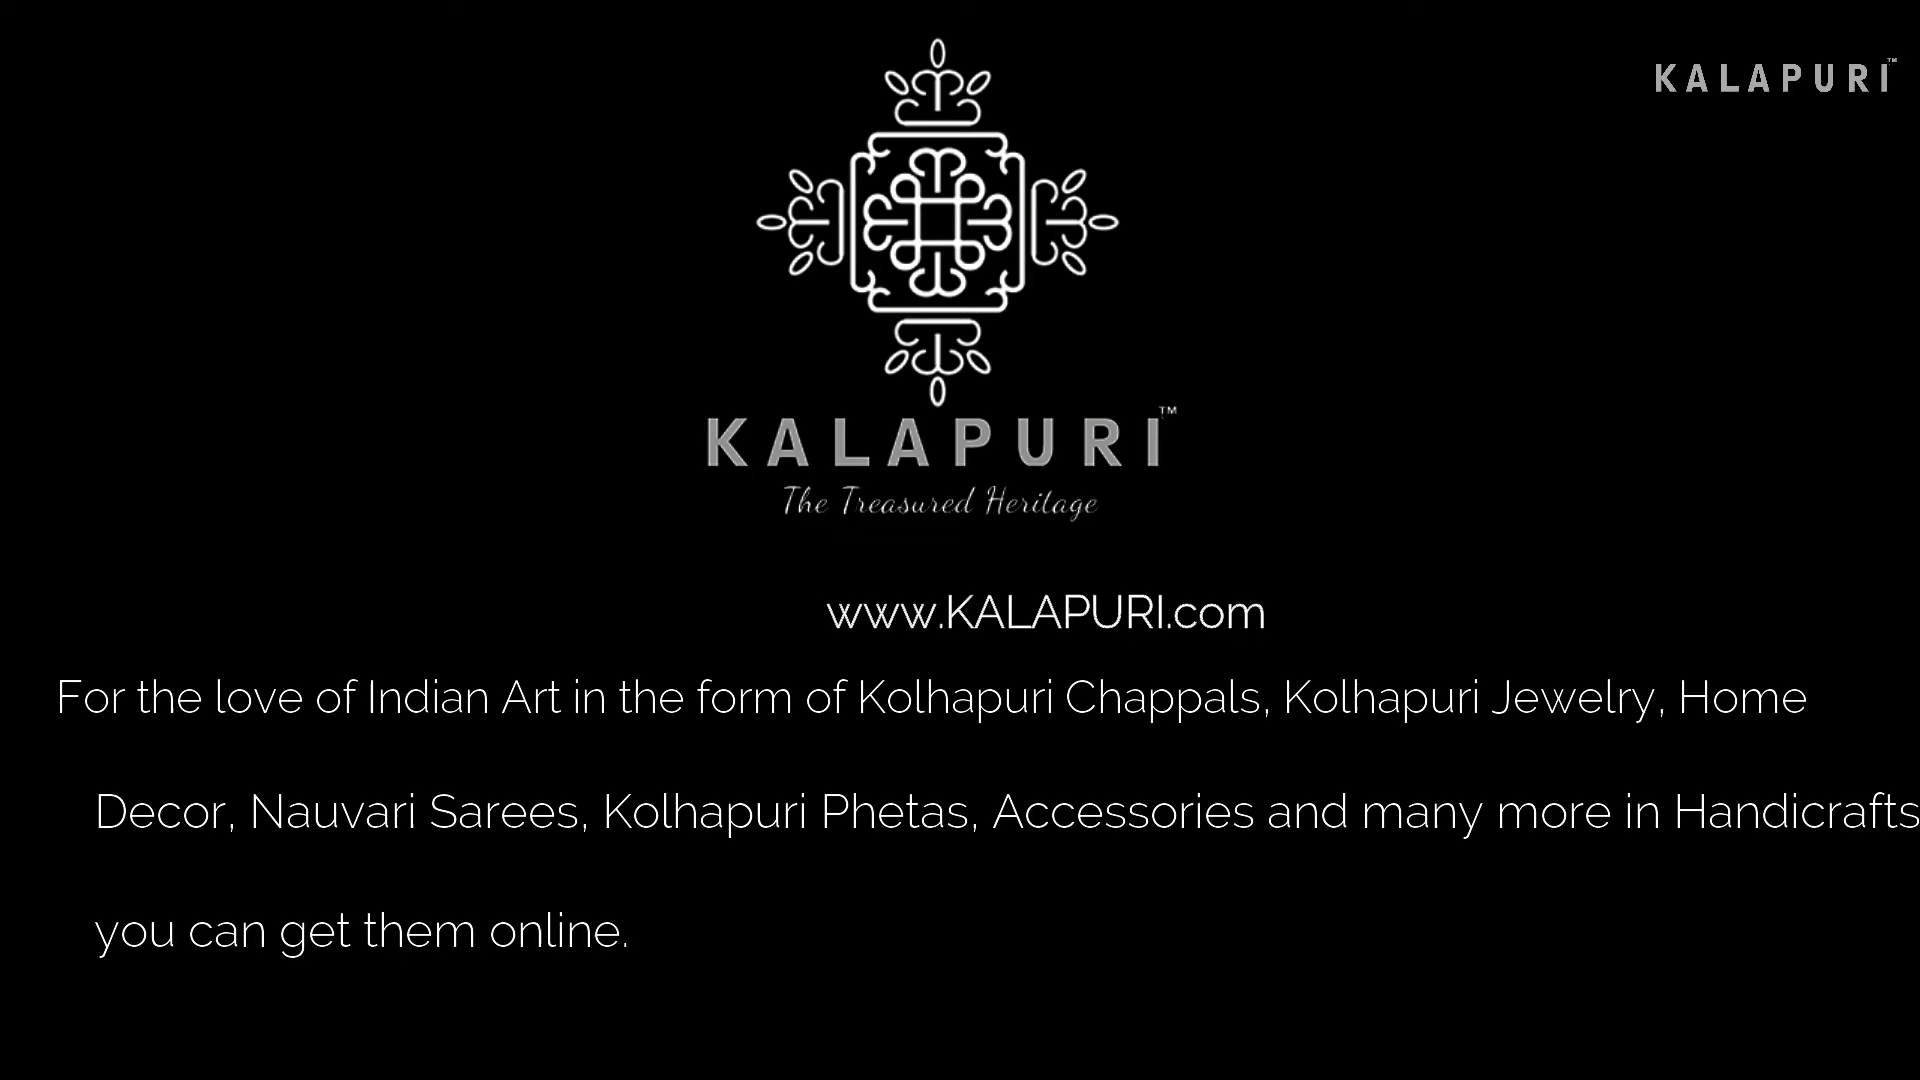 KALAPURI™
KALAPURI™
The Treasured Heritage
www.KALAPURI.com
For the love of Indian Art in the form of Kolhapuri Chappals, Kolhapuri Jewelry, Home
Decor, Nauvari Sarees, Kolhapuri Phetas, Accessories and many more in Handicrafts
you can get them online.